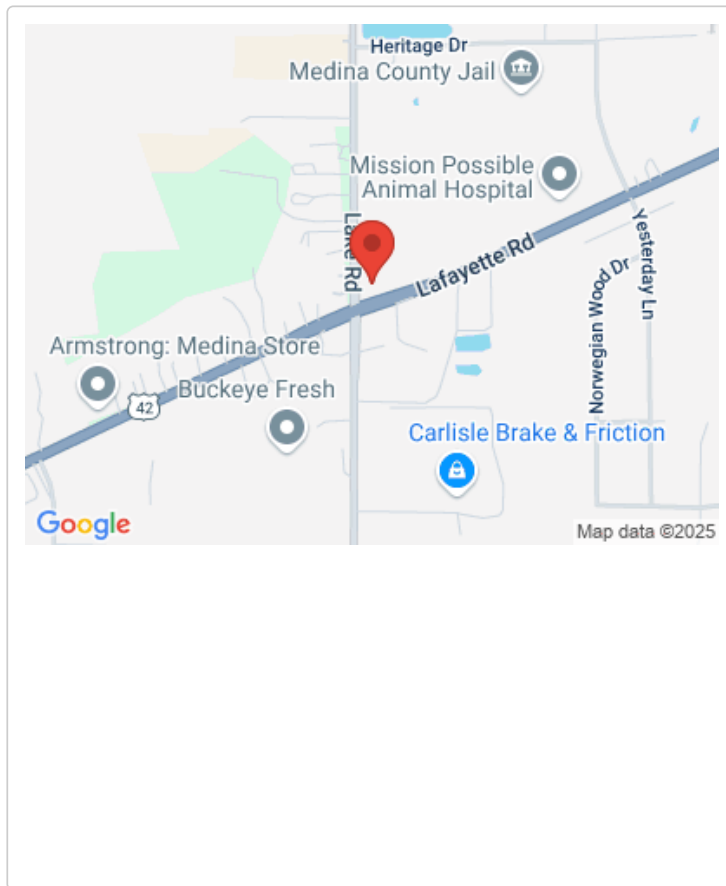 Heritage Dr
Medina County Jail
Mission Possible
Animal Hospital
Lake Rd
Lafayette Rd
Yesterday Ln
Norwegian Wood Dr
Armstrong: Medina Store
42
Buckeye Fresh
Carlisle Brake & Friction
Google
Map data ©2025